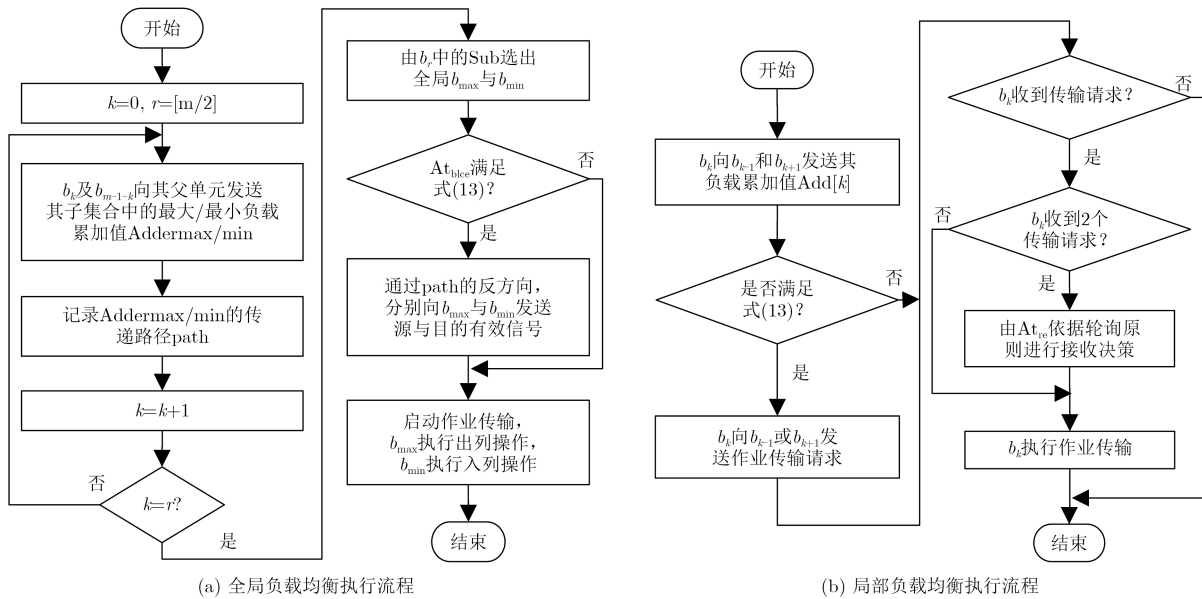 开始
k=0, r=[m/2]
b_k及b_{m-1-k}向其父单元发送
其子集合中的最大/最小负载
累加值Addermax/min
记录Addermax/min的传
递路径path
k=k+1
k=r?
否
是
由b_r中的Sub选出
全局b_max与b_min
At_blce满足
式(13)?
否
是
通过path的反方向,
分别向b_max与b_min发送
源与目的有效信号
启动作业传输,
b_max执行出列操作,
b_min执行入列操作
结束
(a) 全局负载均衡执行流程
开始
b_k向b_{k-1}和b_{k+1}发送其
负载累加值Add[k]
是否满足
式(13)?
否
是
b_k向b_{k-1}或b_{k+1}发
送作业传输请求
b_k收到传输请求?
否
是
b_k收到2个
传输请求?
否
是
由At_re依据轮询原
则进行接收决策
b_k执行作业传输
结束
(b) 局部负载均衡执行流程